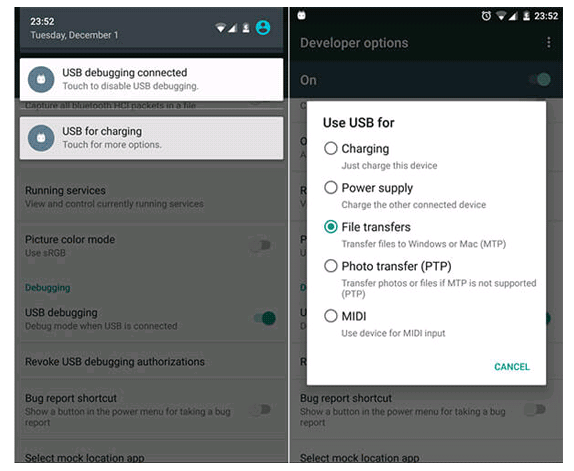 23:52
Tuesday, December 1
USB debugging connected
Touch to disable USB debugging.
Capture all bluetooth HCI packets in a file
USB for charging
Touch for more options.
Running services
View and control currently running services
Picture color mode
Use sRGB
Debugging
USB debugging
Debug mode when USB is connected
Revoke USB debugging authorizations
Bug report shortcut
Show a button in the power menu for taking a bug
report
Select mock location app
23:52
Developer options
On
Use USB for
Charging
Just charge this device
Power supply
Charge the other connected device
File transfers
Transfer files to Windows or Mac (MTP)
Photo transfer (PTP)
Transfer photos or files if MTP is not supported
(PTP)
MIDI
Use device for MIDI input
CANCEL
Bug report shortcut
Show a button in the power menu for taking a bug
report
Select mock location app